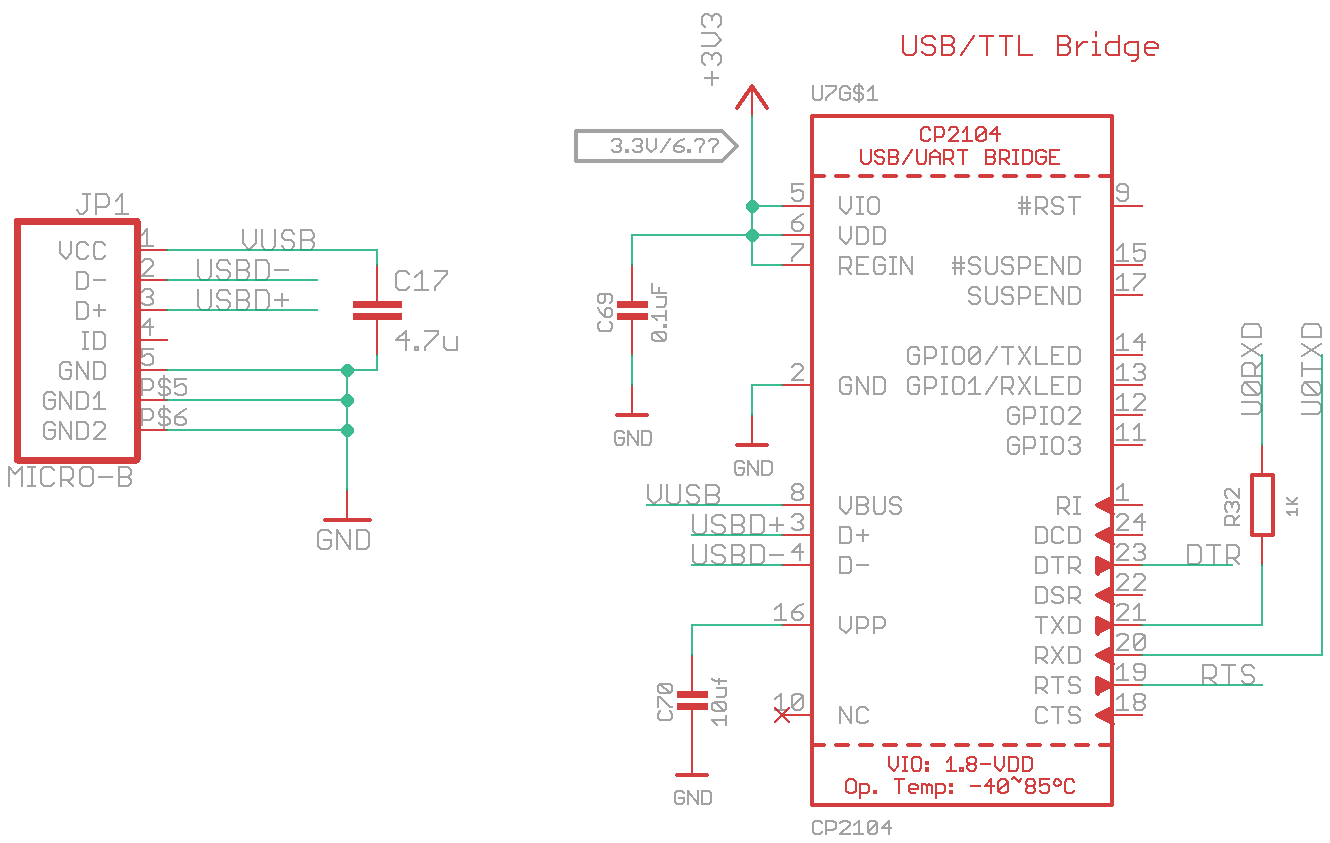 +3V3
USB/TTL Bridge
U7G$1
3.3V/6.??
CP2104
USB/UART BRIDGE
JP1
VCC
1
VUSB
D-
2
USBD-
D+
3
USBD+
ID
4
GND
5
GND1
P$5
GND2
P$6
MICRO-B
C17
4.7u
GND
C69
0.1uF
GND
GND
5
VIO
6
VDD
7
REGIN
2
GND
VUSB
8
VBUS
USBD+
3
D+
USBD-
4
D-
16
VPP
C70
10uf
GND
10
NC
#RST
9
#SUSPEND
15
SUSPEND
17
GPIO0/TXLED
14
GPIO1/RXLED
13
GPIO2
12
GPIO3
11
RI
1
DCD
24
DTR
23
DTR
DSR
22
TXD
21
RXD
20
RTS
19
RTS
CTS
18
U0RXD
U0TXD
R32
1K
VIO: 1.8-VDD
Op. Temp: -40~85°C
CP2104